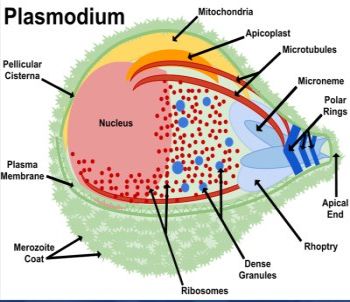 Plasmodium
Mitochondria
Apicoplast
Microtubules
Pellicular
Cisterna
Microneme
Polar
Rings
Nucleus
Plasma
Membrane
Apical
End
Merozoite
Coat
Rhoptry
Dense
Granules
Ribosomes